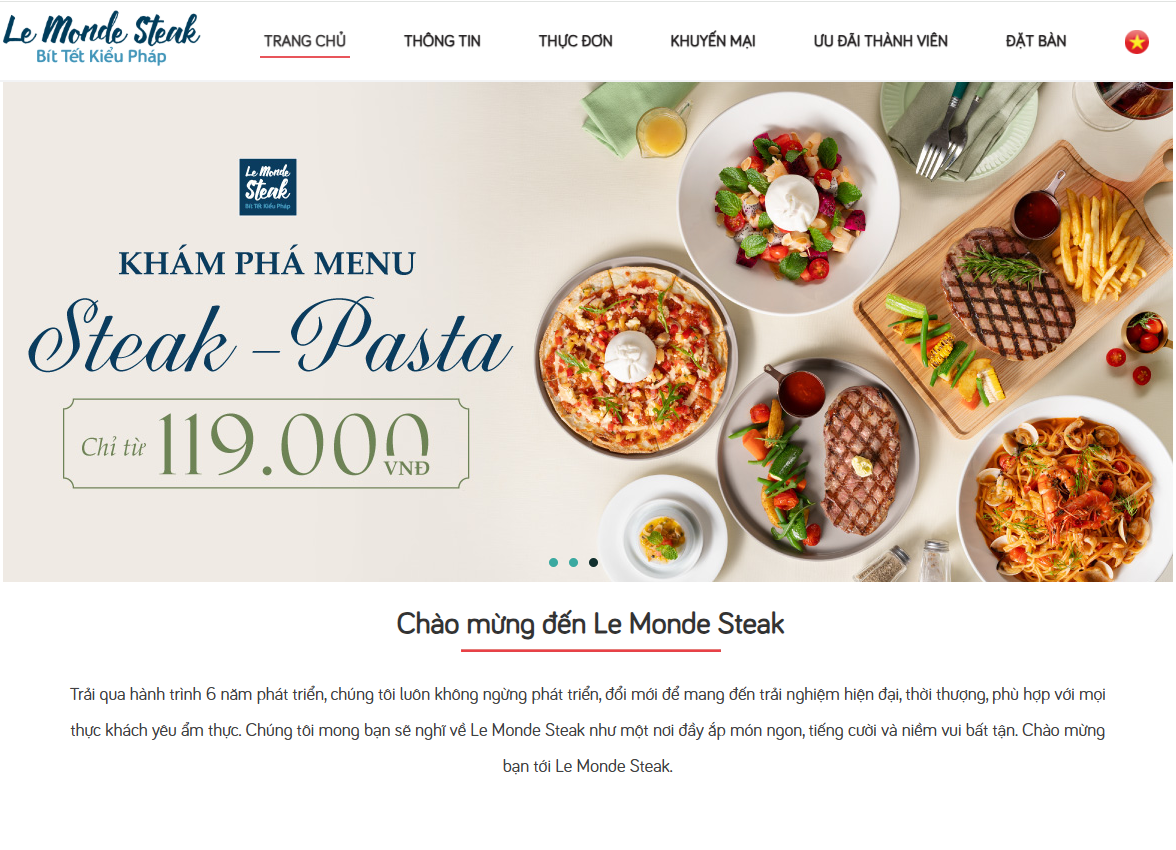 Le Monde Steak
Bít Tết Kiểu Pháp
TRANG CHỦ THÔNG TIN THỰC ĐƠN KHUYẾN MẠI ƯU ĐÃI THÀNH VIÊN ĐẶT BÀN
Le Monde
Steak
Bít Tết Kiểu Pháp
KHÁM PHÁ MENU
Steak - Pasta
Chỉ từ 119.000 VNĐ
Chào mừng đến Le Monde Steak
Trải qua hành trình 6 năm phát triển, chúng tôi luôn không ngừng phát triển, đổi mới để mang đến trải nghiệm hiện đại, thời thượng, phù hợp với mọi
thực khách yêu ẩm thực. Chúng tôi mong bạn sẽ nghĩ về Le Monde Steak như một nơi đầy ắp món ngon, tiếng cười và niềm vui bất tận. Chào mừng
bạn tới Le Monde Steak.